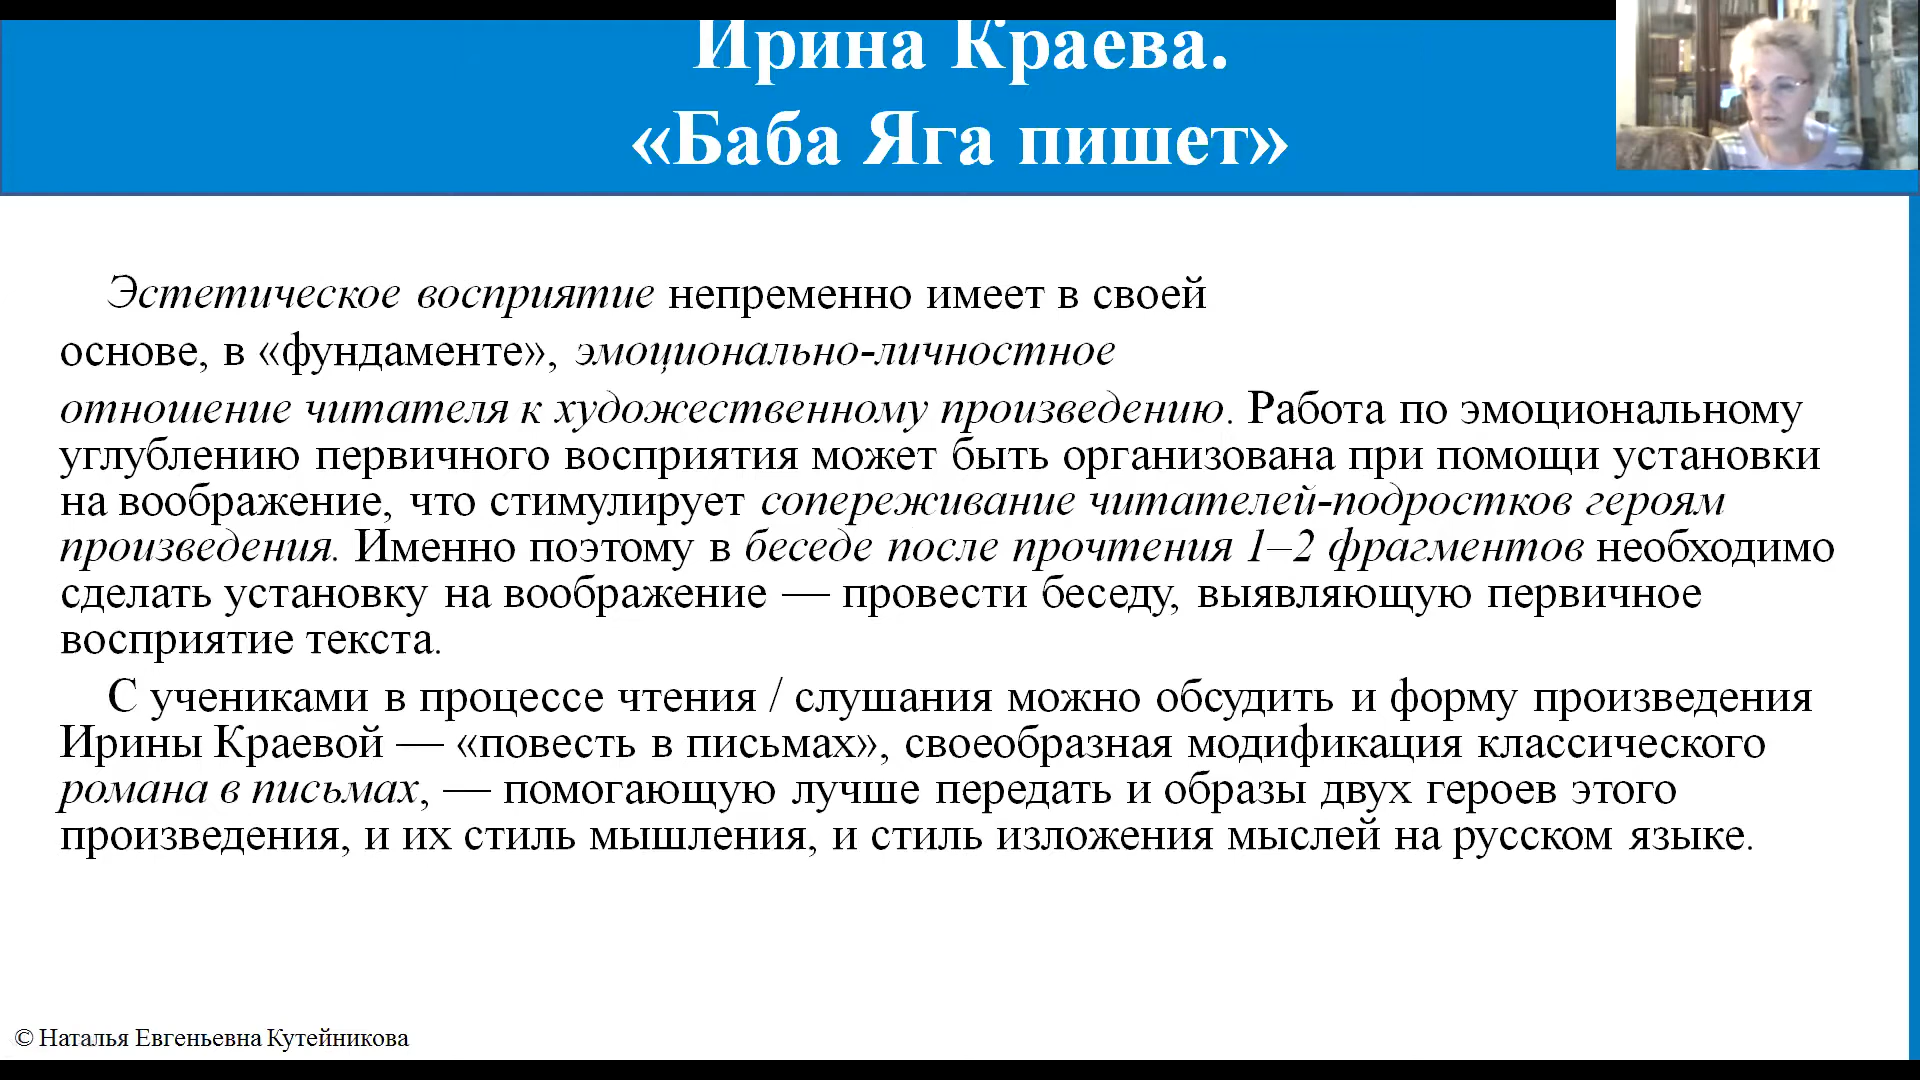 Ирина Краева.
«Баба Яга пишет»
Эстетическое восприятие непременно имеет в своей
основе, в «фундаменте», эмоционально-личностное
отношение читателя к художественному произведению. Работа по эмоциональному
углублению первичного восприятия может быть организована при помощи установки
на воображение, что стимулирует сопереживание читателей-подростков героям
произведения. Именно поэтому в беседе после прочтения 1–2 фрагментов необходимо
сделать установку на воображение — провести беседу, выявляющую первичное
восприятие текста.
С учениками в процессе чтения / слушания можно обсудить и форму произведения
Ирины Краевой — «повесть в письмах», своеобразная модификация классического
романа в письмах, — помогающую лучше передать и образы двух героев этого
произведения, и их стиль мышления, и стиль изложения мыслей на русском языке.
© Наталья Евгеньевна Кутейникова